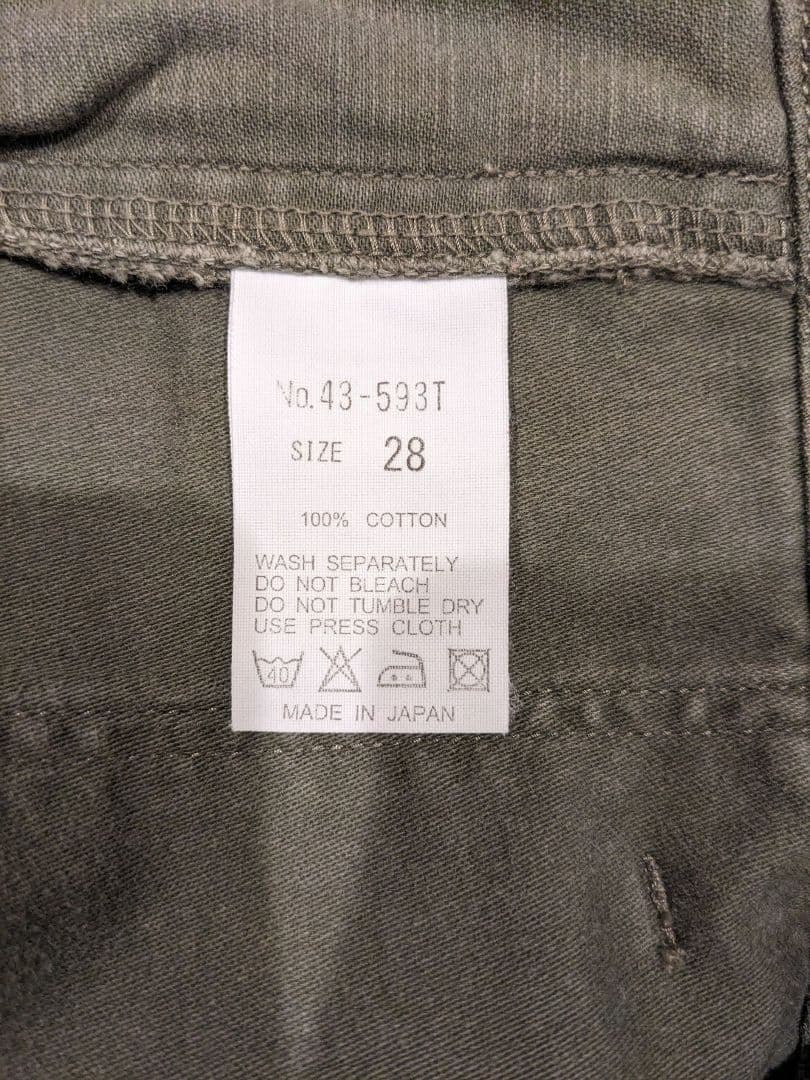 No.43-593T
SIZE 28
100% COTTON
WASH SEPARATELY
DO NOT BLEACH
DO NOT TUMBLE DRY
USE PRESS CLOTH
40
MADE IN JAPAN